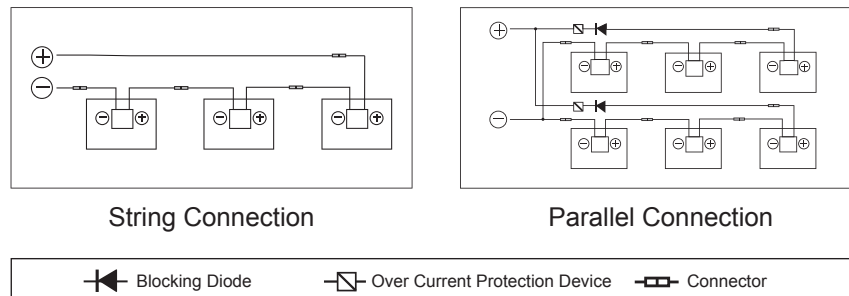 String Connection
Parallel Connection
Blocking Diode
Over Current Protection Device
Connector